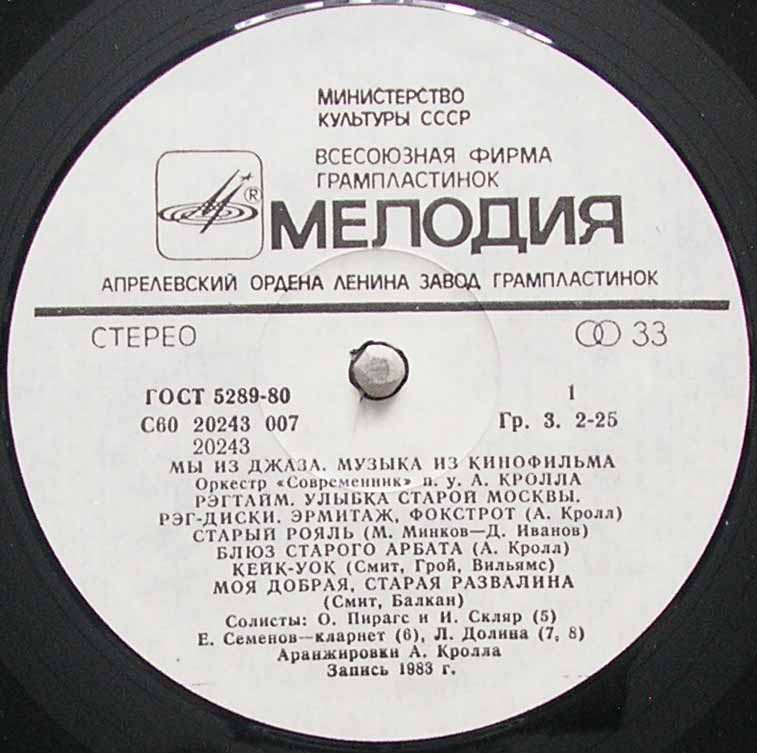 МИНИСТЕРСТВО
КУЛЬТУРЫ СССР
ВСЕСОЮЗНАЯ ФИРМА
ГРАМПЛАСТИНОК
®
МЕЛОДИЯ
АПРЕЛЕВСКИЙ ОРДЕНА ЛЕНИНА ЗАВОД ГРАМПЛАСТИНОК
СТЕРЕО 33
ГОСТ 5289-80 1
С60 20243 007 Гр. 3. 2-25
20243
МЫ ИЗ ДЖАЗА. МУЗЫКА ИЗ КИНОФИЛЬМА
Оркестр «Современник» п. у. А. КРОЛЛА
РЭГТАЙМ. УЛЫБКА СТАРОЙ МОСКВЫ.
РЭГ-ДИСКИ. ЭРМИТАЖ, ФОКСТРОТ (А. Кролл)
СТАРЫЙ РОЯЛЬ (М. Минков—Д. Иванов)
БЛЮЗ СТАРОГО АРБАТА (А. Кролл)
КЕЙК-УОК (Смит, Грой, Вильямс)
МОЯ ДОБРАЯ, СТАРАЯ РАЗВАЛИНА
(Смит, Балкан)
Солисты: О. Пирагс и И. Скляр (5)
Е. Семенов—кларнет (6), Л. Долина (7, 8)
Аранжировки А. Кролла
Запись 1983 г.